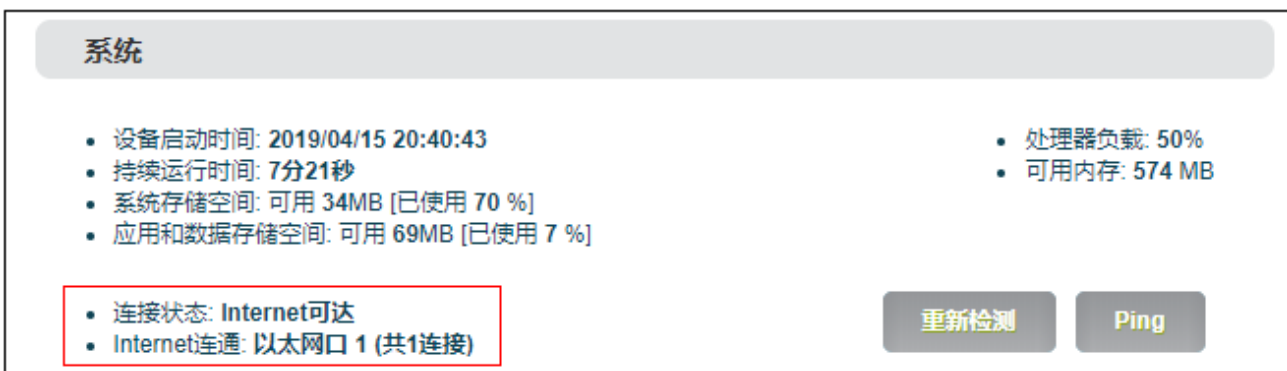 系统
设备启动时间: 2019/04/15 20:40:43
持续运行时间: 7分21秒
系统存储空间: 可用 34MB [已使用 70 %]
应用和数据存储空间: 可用 69MB [已使用 7 %]
处理器负载: 50%
可用内存: 574 MB
连接状态: Internet可达
Internet连通: 以太网口 1 (共1连接)
重新检测
Ping